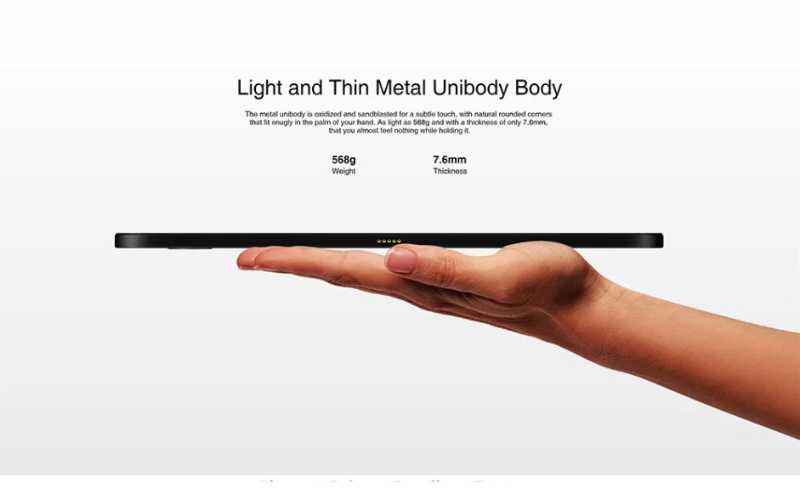 Light and Thin Metal Unibody Body
The metal unibody is oxidized and sandblasted for a subtle touch, with natural rounded corners
that fit snugly in the palm of your hand. As light as 568g and with a thickness of only 7.6mm,
that you almost feel nothing while holding it.
568g 7.6mm
Weight Thickness